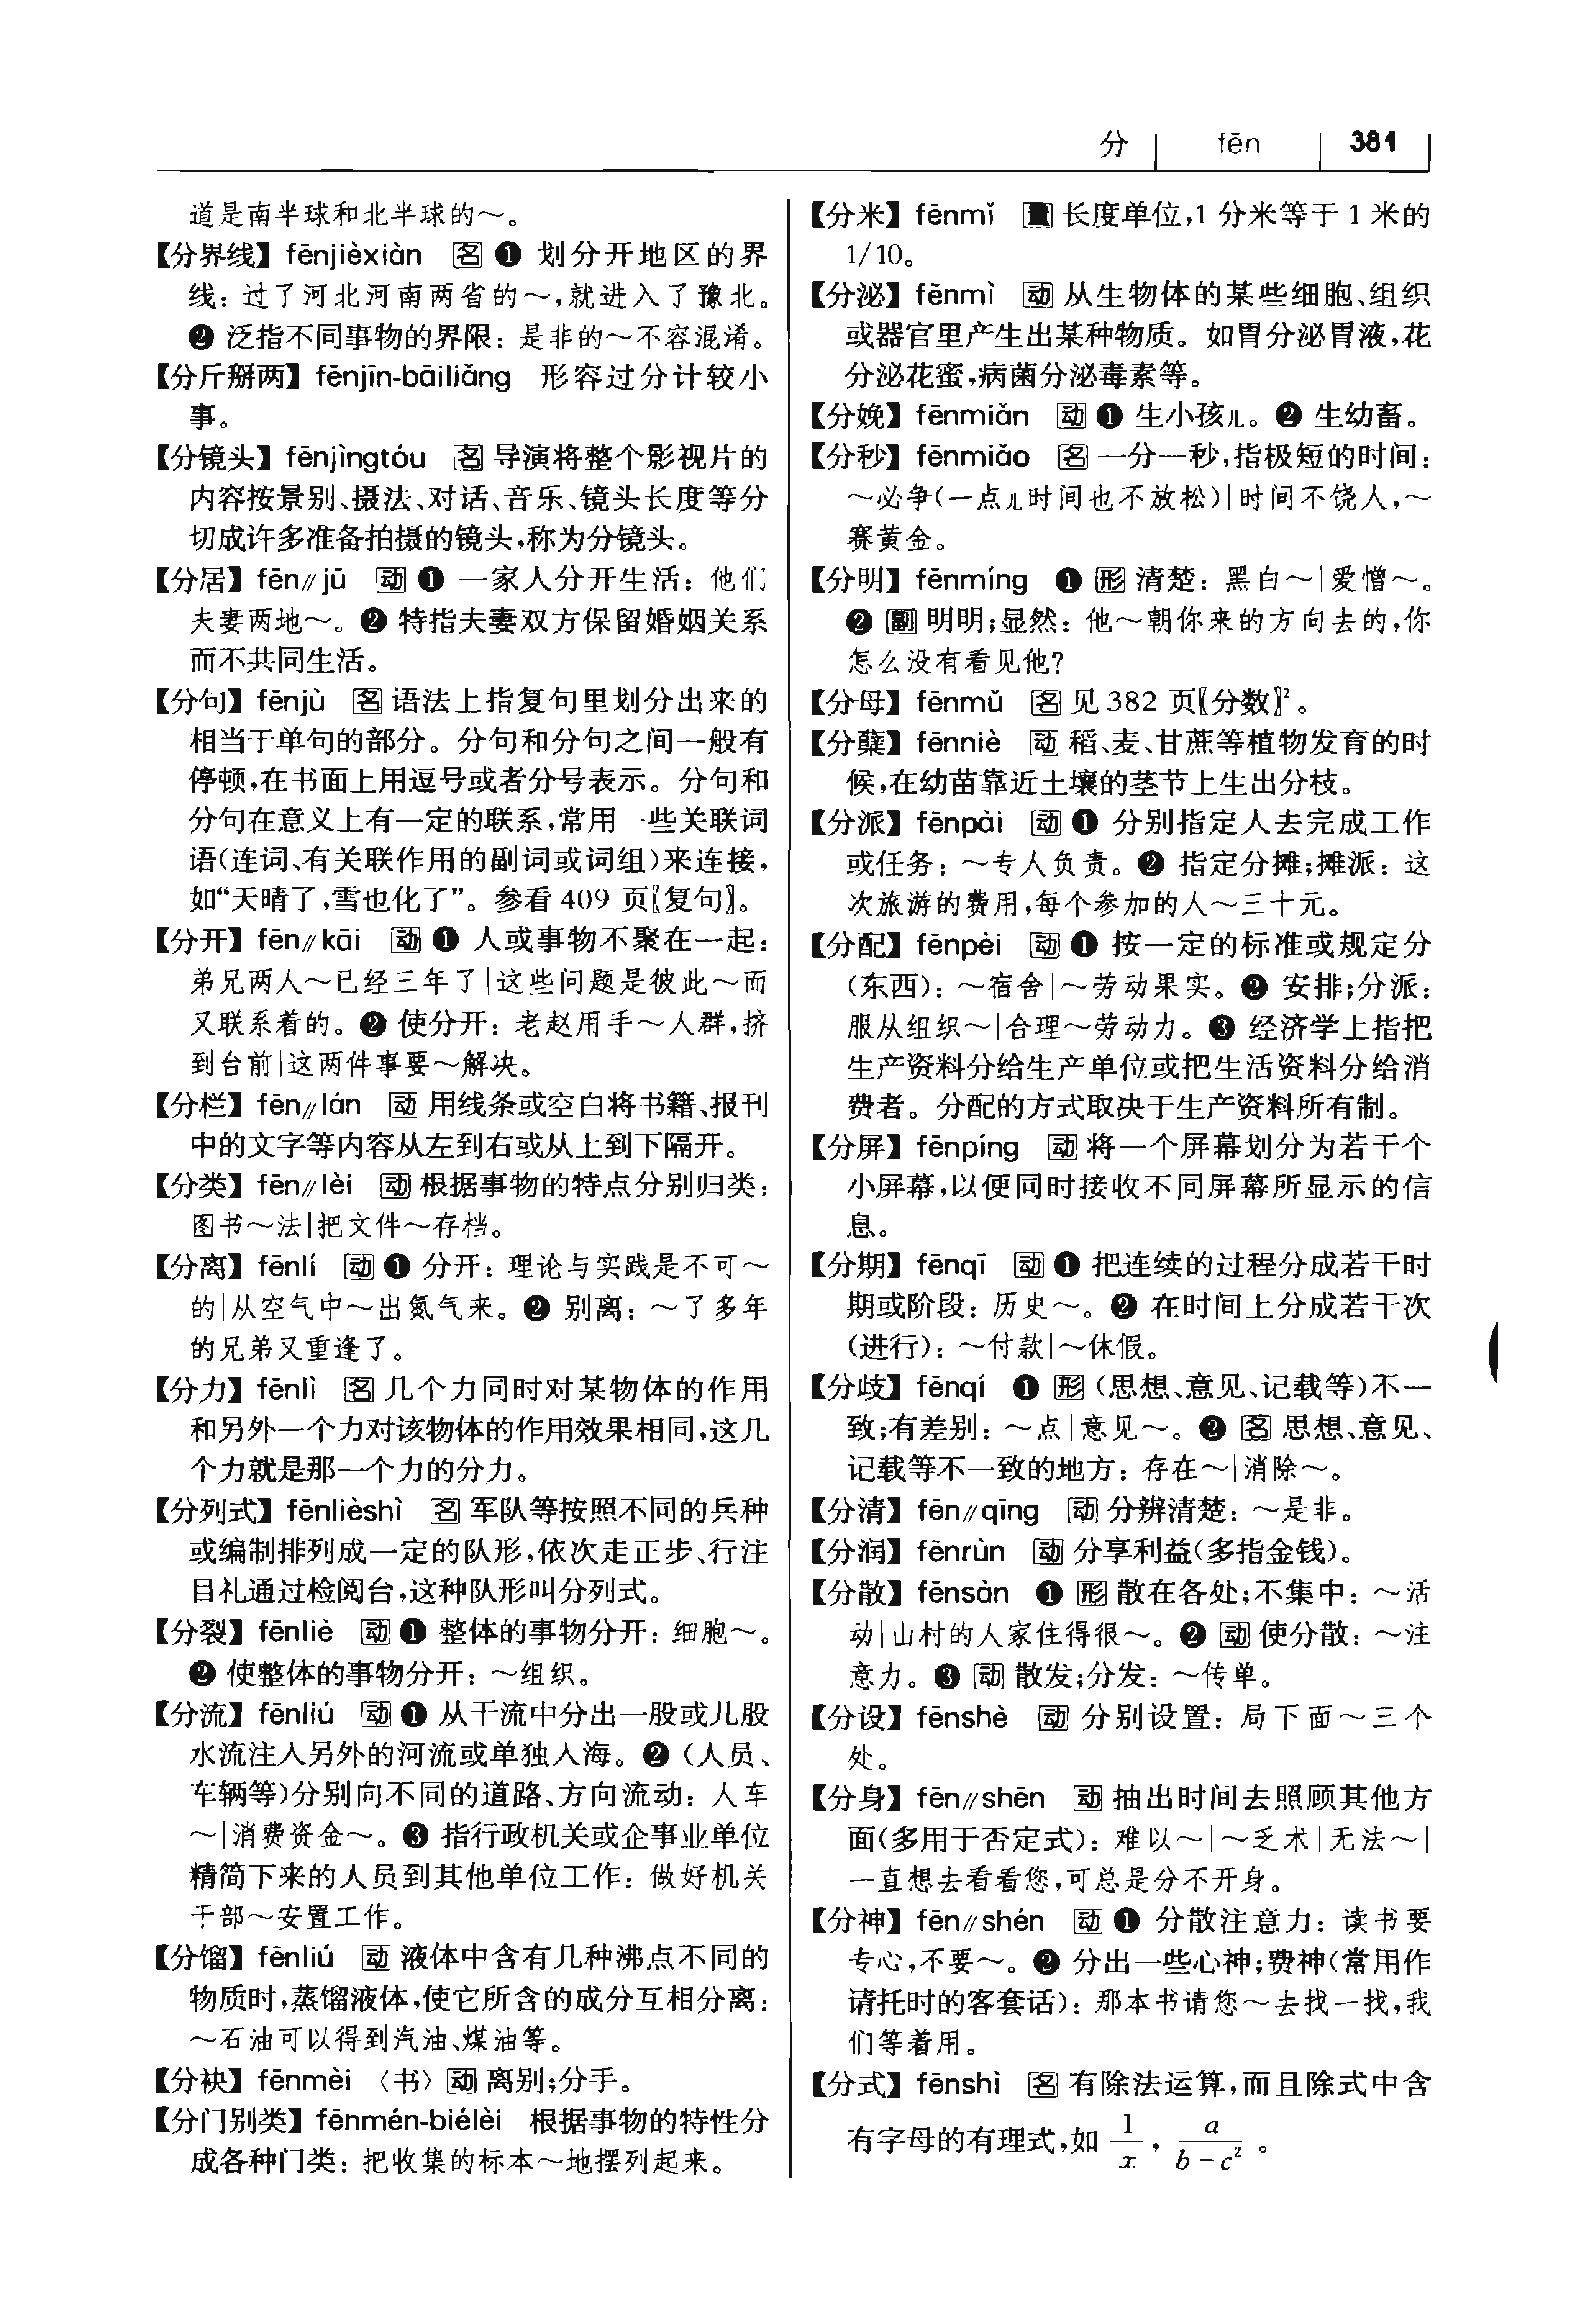 分 fēn 381
道是南半球和北半球的～。
【分界线】 fēnjièxiàn 名 ❶ 划分开地区的界
线：过了河北河南两省的～，就进入了豫北。
❷ 泛指不同事物的界限：是非的～不容混淆。
【分斤掰两】 fēnjīn-bāiliǎng 形容过分计较小
事。
【分镜头】 fēnjìngtóu 名 导演将整个影视片的
内容按景别、摄法、对话、音乐、镜头长度等分
切成许多准备拍摄的镜头，称为分镜头。
【分居】 fēn∥jū 动 ❶ 一家人分开生活：他们
夫妻两地～。❷ 特指夫妻双方保留婚姻关系
而不共同生活。
【分句】 fēnjù 名 语法上指复句里划分出来的
相当于单句的部分。分句和分句之间一般有
停顿，在书面上用逗号或者分号表示。分句和
分句在意义上有一定的联系，常用一些关联词
语（连词、有关联作用的副词或词组）来连接，
如“天晴了，雪也化了”。参看 409 页〖复句〗。
【分开】 fēn∥kāi 动 ❶ 人或事物不聚在一起：
弟兄两人～已经三年了|这些问题是彼此～而
又联系着的。❷ 使分开：老赵用手～人群，挤
到台前|这两件事要～解决。
【分栏】 fēn∥lán 动 用线条或空白将书籍、报刊
中的文字等内容从左到右或从上到下隔开。
【分类】 fēn∥lèi 动 根据事物的特点分别归类：
图书～法|把文件～存档。
【分离】 fēnlí 动 ❶ 分开：理论与实践是不可～
的|从空气中～出氮气来。❷ 别离：～了多年
的兄弟又重逢了。
【分力】 fēnlì 名 几个力同时对某物体的作用
和另外一个力对该物体的作用效果相同，这几
个力就是那一个力的分力。
【分列式】 fēnlièshì 名 军队等按照不同的兵种
或编制排列成一定的队形，依次走正步、行注
目礼通过检阅台，这种队形叫分列式。
【分裂】 fēnliè 动 ❶ 整体的事物分开：细胞～。
❷ 使整体的事物分开：～组织。
【分流】 fēnliú 动 ❶ 从干流中分出一股或几股
水流注入另外的河流或单独入海。❷（人员、
车辆等）分别向不同的道路、方向流动：人车
～|消费资金～。❸ 指行政机关或企事业单位
精简下来的人员到其他单位工作：做好机关
干部～安置工作。
【分馏】 fēnliú 动 液体中含有几种沸点不同的
物质时，蒸馏液体，使它所含的成分互相分离：
～石油可以得到汽油、煤油等。
【分袂】 fēnmèi 〈书〉 动 离别；分手。
【分门别类】 fēnmén-biélèi 根据事物的特性分
成各种门类：把收集的标本～地摆列起来。
【分米】 fēnmǐ 量 长度单位，1 分米等于 1 米的
1/10。
【分泌】 fēnmì 动 从生物体的某些细胞、组织
或器官里产生出某种物质。如胃分泌胃液，花
分泌花蜜，病菌分泌毒素等。
【分娩】 fēnmiǎn 动 ❶ 生小孩儿。❷ 生幼畜。
【分秒】 fēnmiǎo 名 一分一秒，指极短的时间：
～必争（一点儿时间也不放松）|时间不饶人，～
赛黄金。
【分明】 fēnmíng ❶ 形 清楚：黑白～|爱憎～。
❷ 副 明明；显然：他～朝你来的方向去的，你
怎么没有看见他？
【分母】 fēnmǔ 名 见 382 页〖分数〗²。
【分蘖】 fēnniè 动 稻、麦、甘蔗等植物发育的时
候，在幼苗靠近土壤的茎节上生出分枝。
【分派】 fēnpài 动 ❶ 分别指定人去完成工作
或任务：～专人负责。❷ 指定分摊；摊派：这
次旅游的费用，每个参加的人～三十元。
【分配】 fēnpèi 动 ❶ 按一定的标准或规定分
（东西）：～宿舍|～劳动果实。❷ 安排；分派：
服从组织～|合理～劳动力。❸ 经济学上指把
生产资料分给生产单位或把生活资料分给消
费者。分配的方式取决于生产资料所有制。
【分屏】 fēnpíng 动 将一个屏幕划分为若干个
小屏幕，以便同时接收不同屏幕所显示的信
息。
【分期】 fēnqī 动 ❶ 把连续的过程分成若干时
期或阶段：历史～。❷ 在时间上分成若干次
（进行）：～付款|～休假。
【分歧】 fēnqí ❶ 形（思想、意见、记载等）不一
致；有差别：～点|意见～。❷ 名 思想、意见、
记载等不一致的地方：存在～|消除～。
【分清】 fēn∥qīng 动 分辨清楚：～是非。
【分润】 fēnrùn 动 分享利益（多指金钱）。
【分散】 fēnsàn ❶ 形 散在各处；不集中：～活
动|山村的人家住得很～。❷ 动 使分散：～注
意力。❸ 动 散发；分发：～传单。
【分设】 fēnshè 动 分别设置：局下面～三个
处。
【分身】 fēn∥shēn 动 抽出时间去照顾其他方
面（多用于否定式）：难以～|～乏术|无法～|
一直想去看看您，可总是分不开身。
【分神】 fēn∥shén 动 ❶ 分散注意力：读书要
专心，不要～。❷ 分出一些心神；费神（常用作
请托时的客套话）：那本书请您～去找一找，我
们等着用。
【分式】 fēnshì 名 有除法运算，而且除式中含
有字母的有理式，如 1/x，a/(b－c²)。